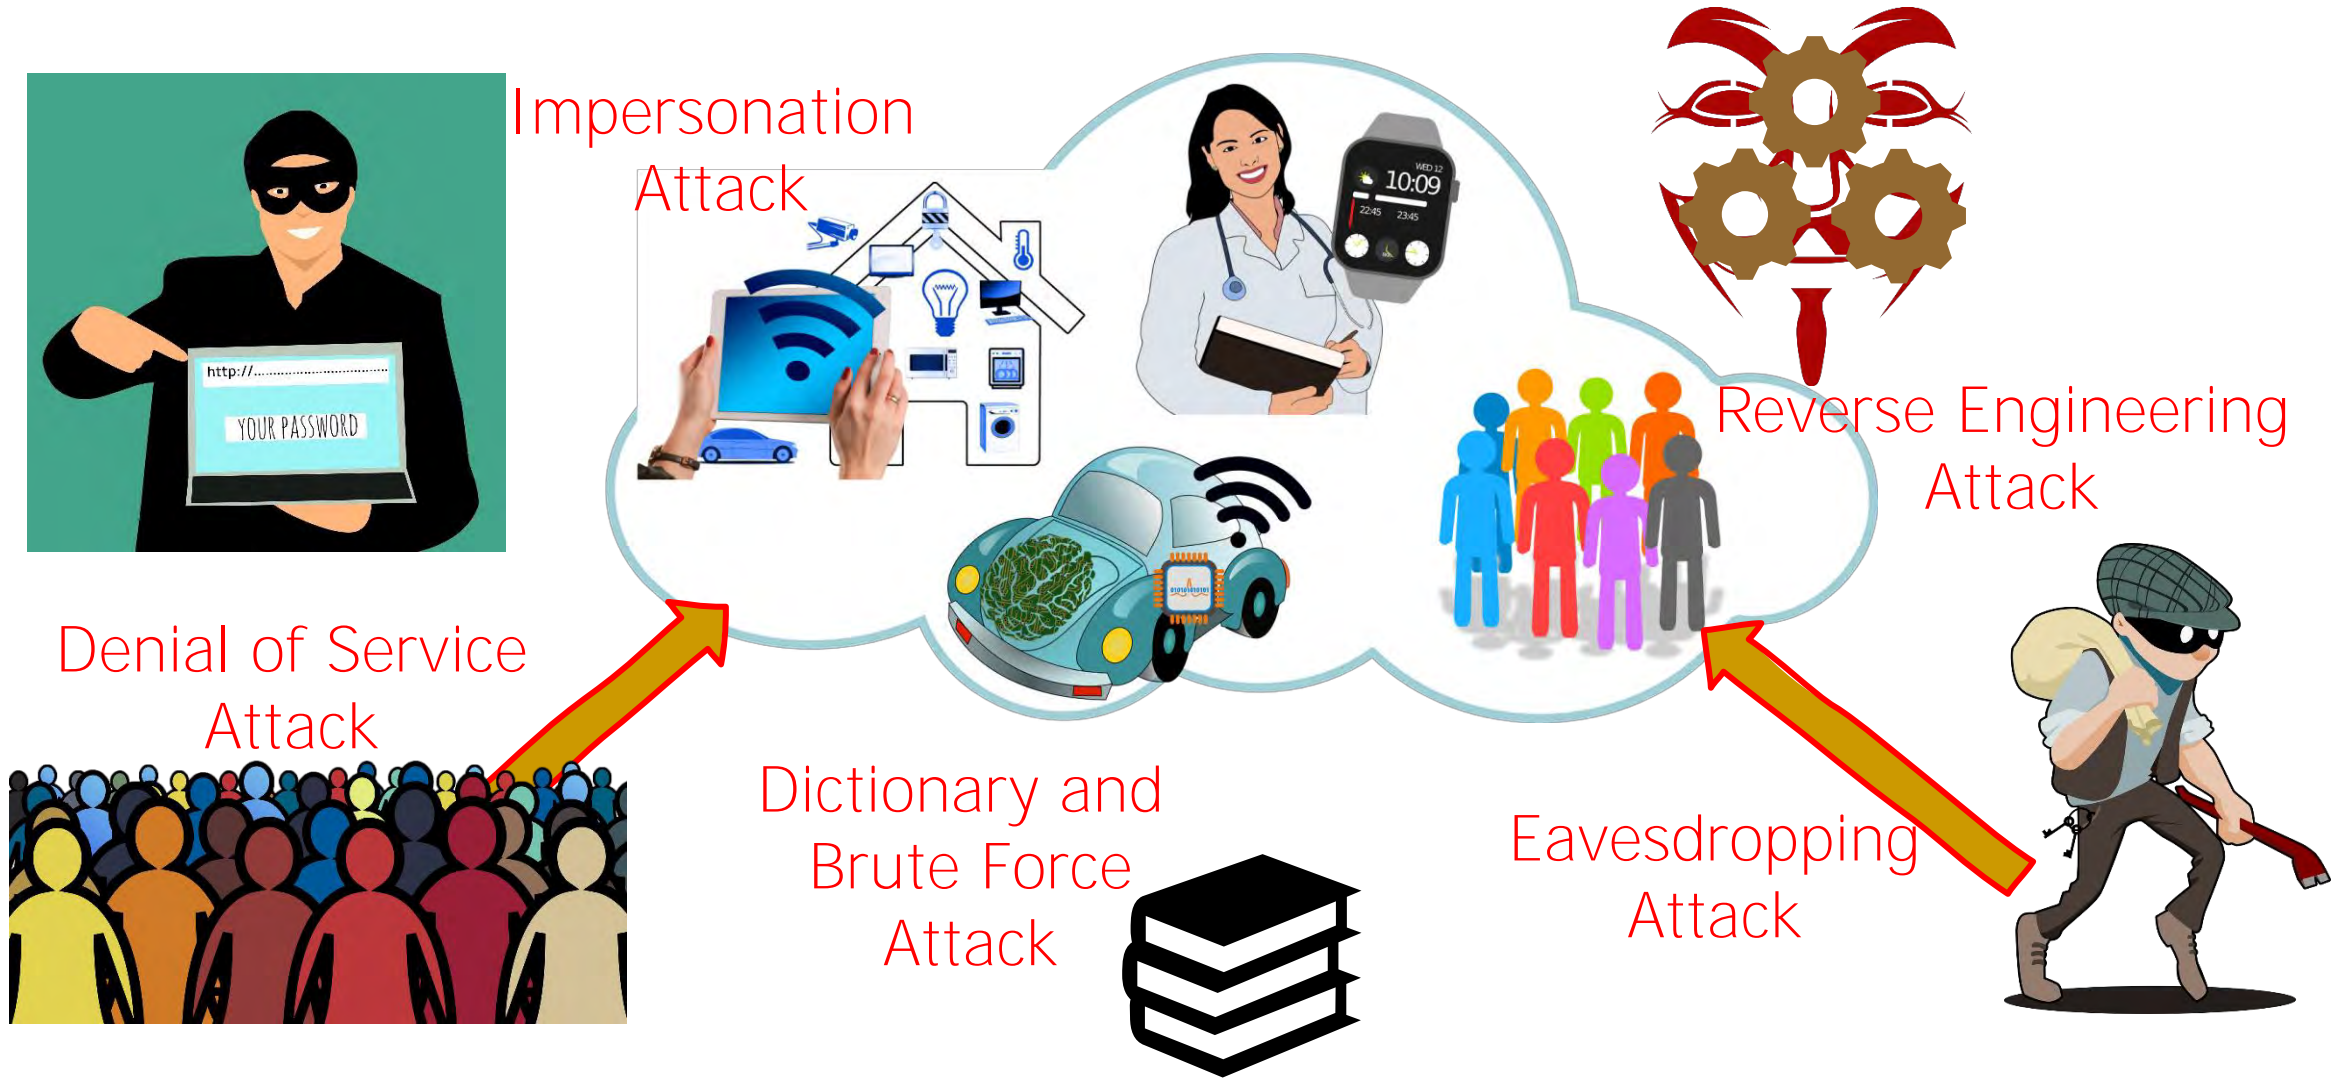 Impersonation
Attack
http://................................
YOUR PASSWORD
WED 12
10:09
22:45 23:45
Reverse Engineering
Attack
Denial of Service
Attack
Dictionary and
Brute Force
Attack
Eavesdropping
Attack